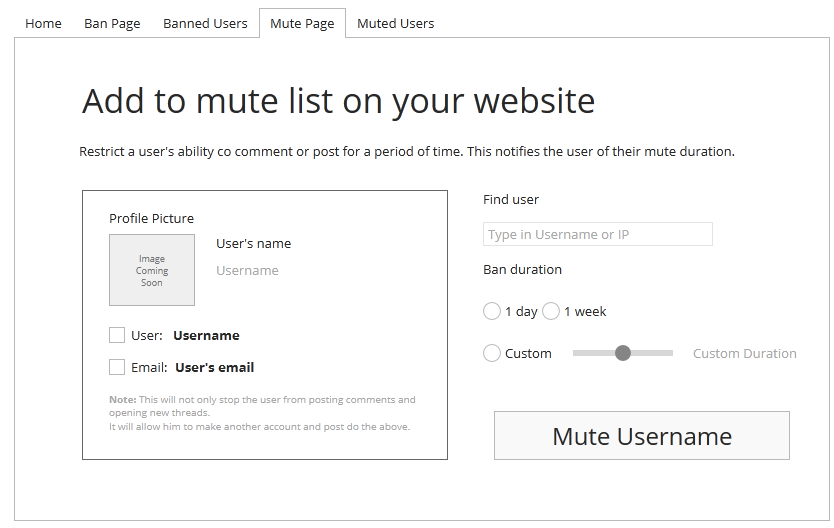 Home Ban Page Banned Users Mute Page Muted Users
Add to mute list on your website
Restrict a user's ability co comment or post for a period of time. This notifies the user of their mute duration.
Profile Picture
Image
Coming
Soon
User's name
Username
User: Username
Email: User's email
Note: This will not only stop the user from posting comments and
opening new threads.
It will allow him to make another account and post do the above.
Find user
Type in Username or IP
Ban duration
1 day 1 week
Custom Custom Duration
Mute Username